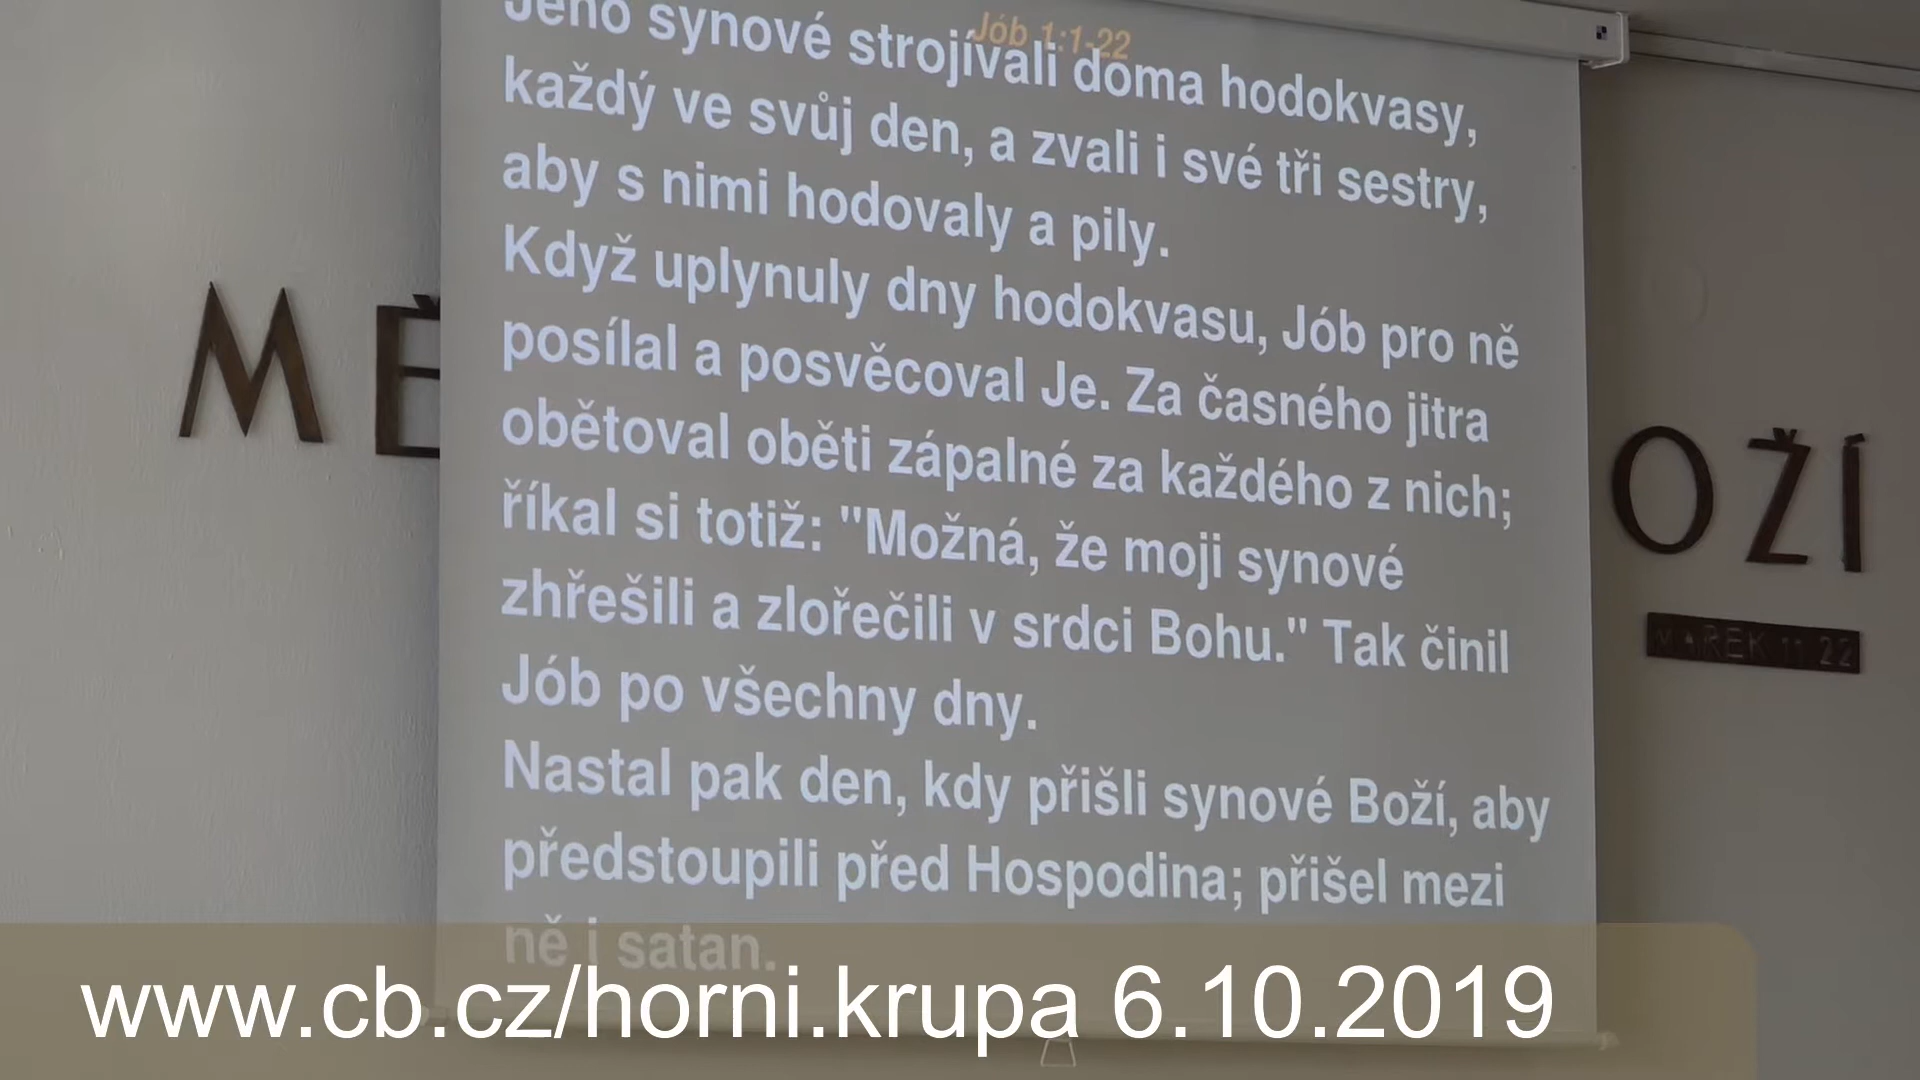 Jób 1:1-22
Jeho synové strojívali doma hodokvasy,
každý ve svůj den, a zvali i své tři sestry,
aby s nimi hodovaly a pily.
Když uplynuly dny hodokvasu, Jób pro ně
posílal a posvěcoval Je. Za časného jitra
obětoval oběti zápalné za každého z nich;
říkal si totiž: "Možná, že moji synové
zhřešili a zlořečili v srdci Bohu." Tak činil
Jób po všechny dny.
Nastal pak den, kdy přišli synové Boží, aby
předstoupili před Hospodina; přišel mezi
ně i satan.
MĚ
OŽÍ
MAREK 11 22
www.cb.cz/horni.krupa 6.10.2019